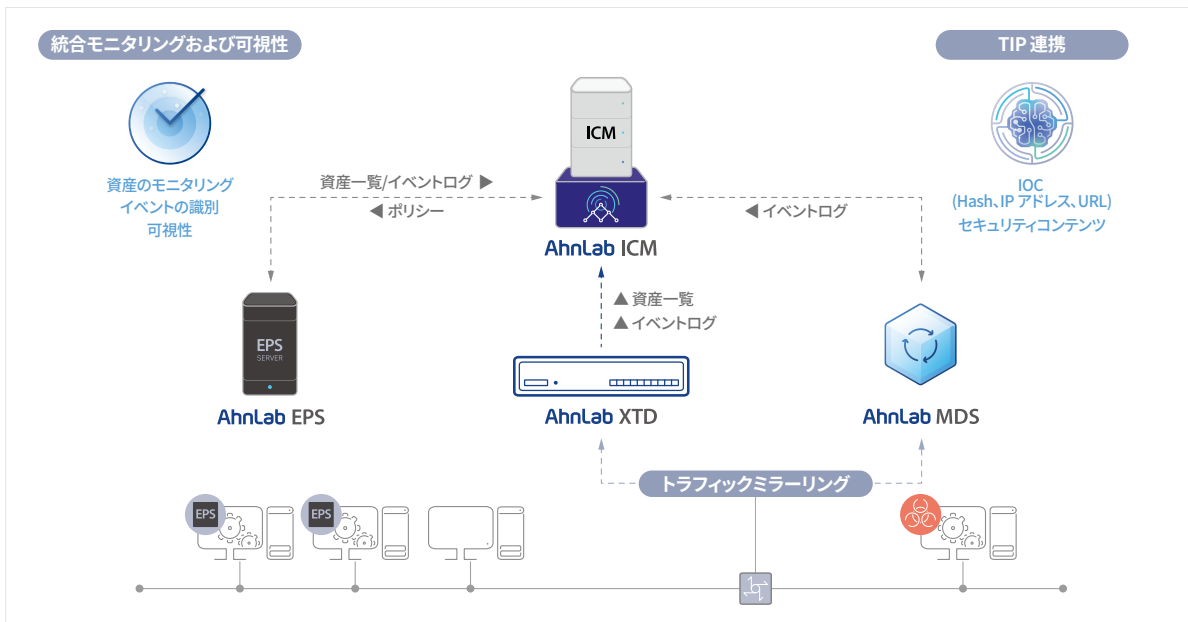 統合モニタリングおよび可視性
TIP 連携
ICM
資産のモニタリング
イベントの識別
可視性
資産一覧/イベントログ ▶
◀ ポリシー
◀ イベントログ
IOC
(Hash、IP アドレス、URL)
セキュリティコンテンツ
AhnLab ICM
▲ 資産一覧
▲ イベントログ
EPS
SERVER
AhnLab EPS
AhnLab XTD
AhnLab MDS
トラフィックミラーリング
EPS
EPS